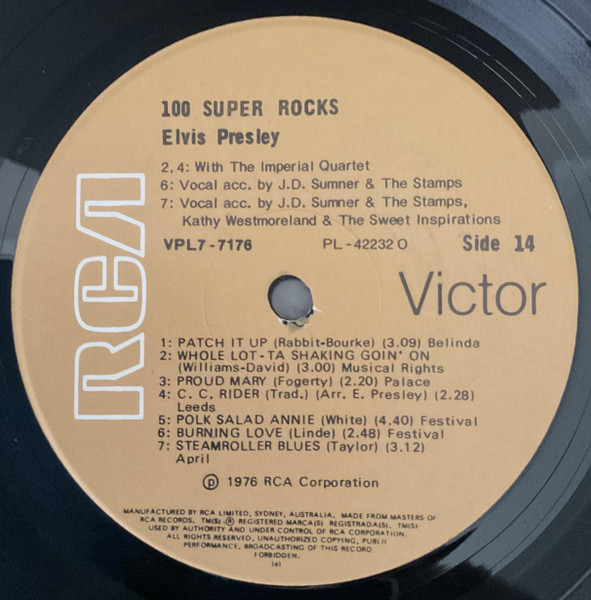 100 SUPER ROCKS
Elvis Presley
2, 4: With The Imperial Quartet
6: Vocal acc. by J.D. Sumner & The Stamps
7: Vocal acc. by J.D. Sumner & The Stamps,
Kathy Westmoreland & The Sweet Inspirations
VPL7-7176 PL-42232 O Side 14
RCA
Victor
1: PATCH IT UP (Rabbit-Bourke) (3.09) Belinda
2: WHOLE LOT-TA SHAKING GOIN' ON
(Williams-David) (3.00) Musical Rights
3: PROUD MARY (Fogerty) (2.20) Palace
4: C. C. RIDER (Trad.) (Arr. E. Presley) (2.28)
Leeds
5: POLK SALAD ANNIE (White) (4.40) Festival
6: BURNING LOVE (Linde) (2.48) Festival
7: STEAMROLLER BLUES (Taylor) (3.12)
April
℗ 1976 RCA Corporation
MANUFACTURED BY RCA LIMITED, SYDNEY, AUSTRALIA. MADE FROM MASTERS OF
RCA RECORDS. TM(S) ® REGISTERED MARCA(S) REGISTRADA(S). TM(S)
USED BY AUTHORITY AND UNDER CONTROL OF RCA CORPORATION.
ALL RIGHTS RESERVED, UNAUTHORIZED COPYING, PUBLIC
PERFORMANCE, BROADCASTING OF THIS RECORD
FORBIDDEN.